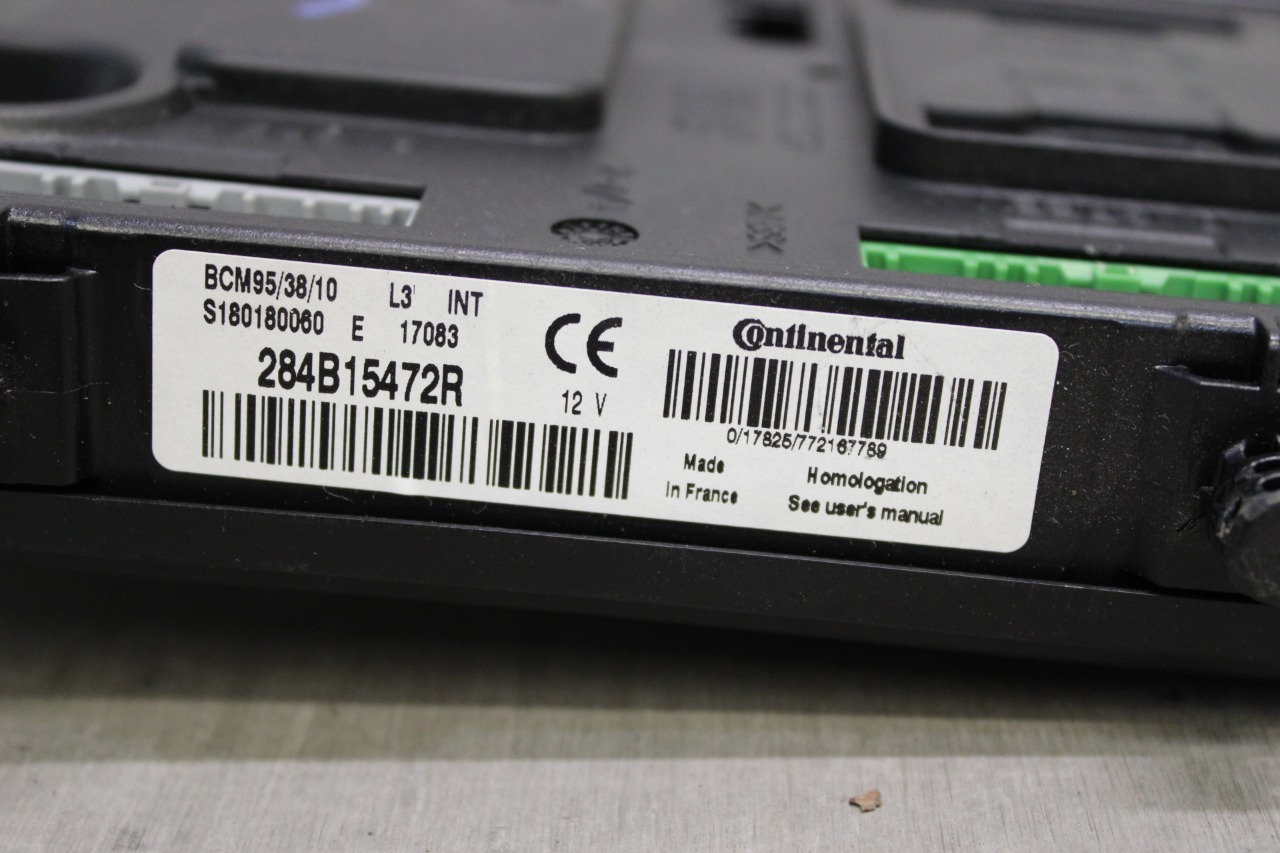 BCM95/38/10 L3 INT
S180180060 E 17083
284B15472R
CE
12 V
Continental
0/17825/772167789
Made
in France
Homologation
See user's manual